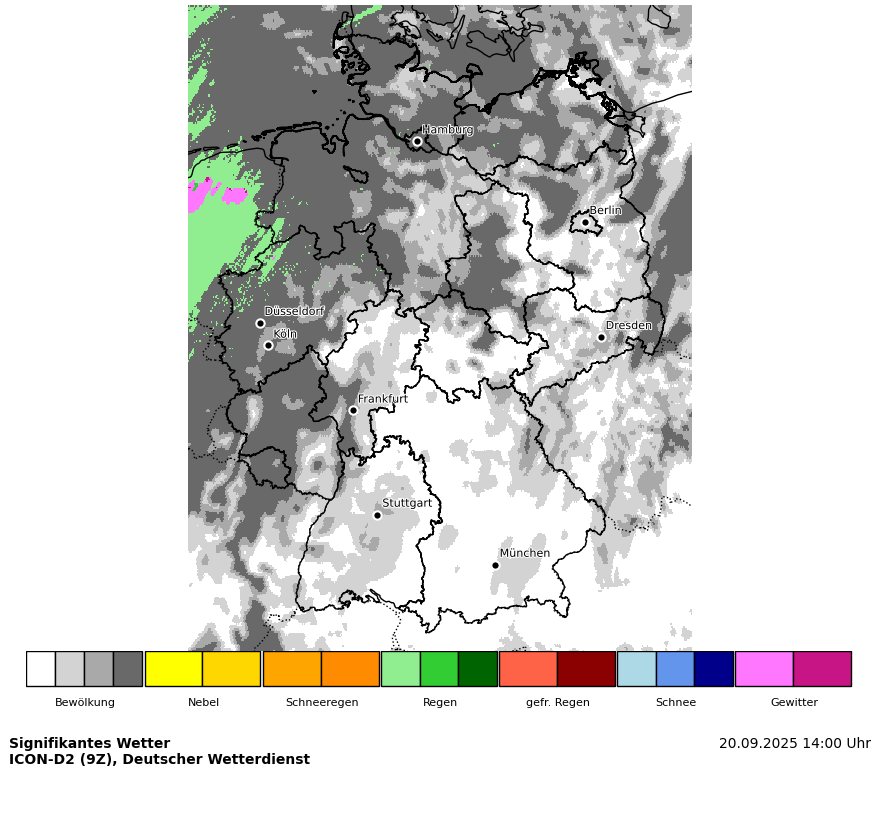 Hamburg
Berlin
Düsseldorf
Köln
Dresden
Frankfurt
Stuttgart
München
Bewölkung Nebel Schneeregen Regen gefr. Regen Schnee Gewitter
Signifikantes Wetter 20.09.2025 14:00 Uhr
ICON-D2 (9Z), Deutscher Wetterdienst